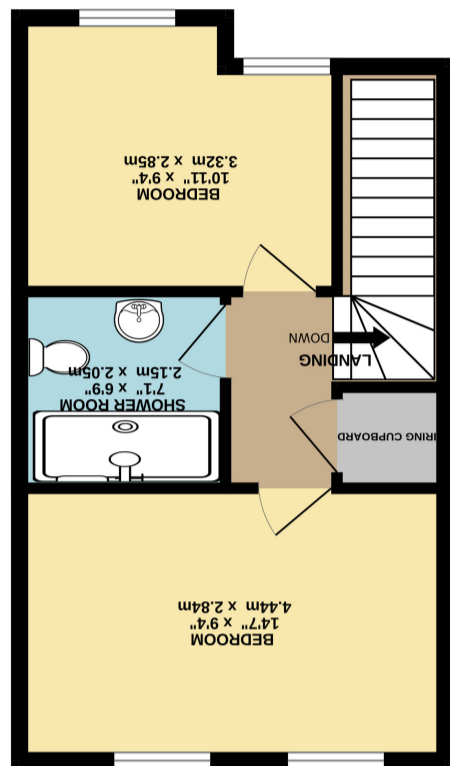 BEDROOM
14'7" x 9'4"
4.44m x 2.84m
IRING CUPBOARD
SHOWER ROOM
7'1" x 6'9"
2.15m x 2.05m
LANDING
DOWN
BEDROOM
10'11" x 9'4"
3.32m x 2.85m